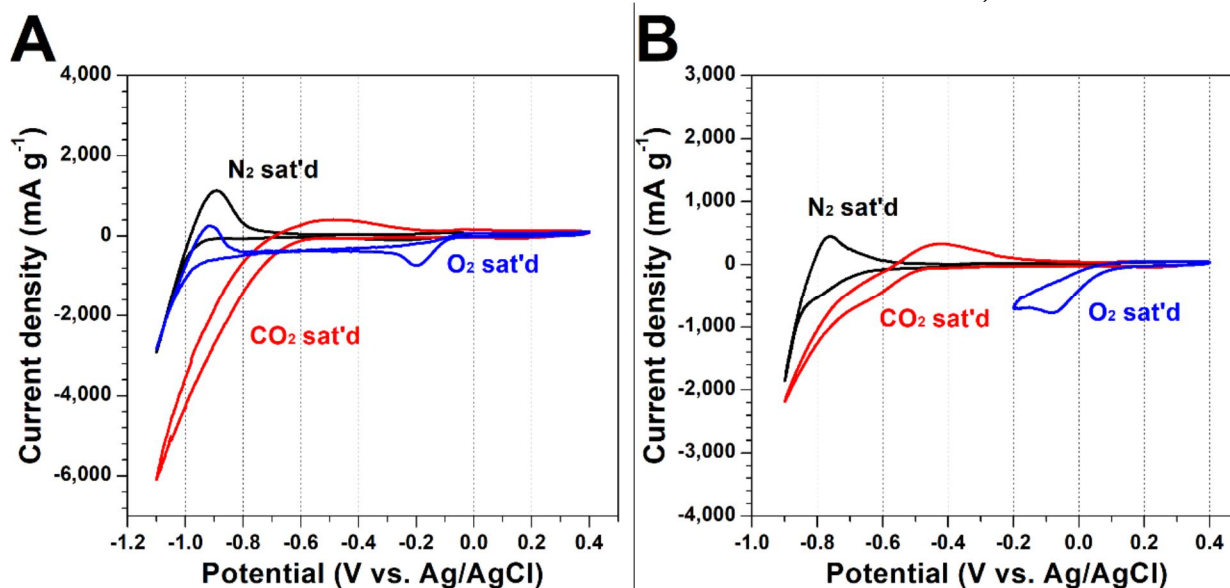 A
4,000
2,000
0
-2,000
-4,000
-6,000
Current density (mA g⁻¹)
N₂ sat'd
O₂ sat'd
CO₂ sat'd
-1.2 -1.0 -0.8 -0.6 -0.4 -0.2 0.0 0.2 0.4
Potential (V vs. Ag/AgCl)
B
3,000
2,000
1,000
0
-1,000
-2,000
-3,000
-4,000
Current density (mA g⁻¹)
N₂ sat'd
CO₂ sat'd
O₂ sat'd
-1.0 -0.8 -0.6 -0.4 -0.2 0.0 0.2 0.4
Potential (V vs. Ag/AgCl)